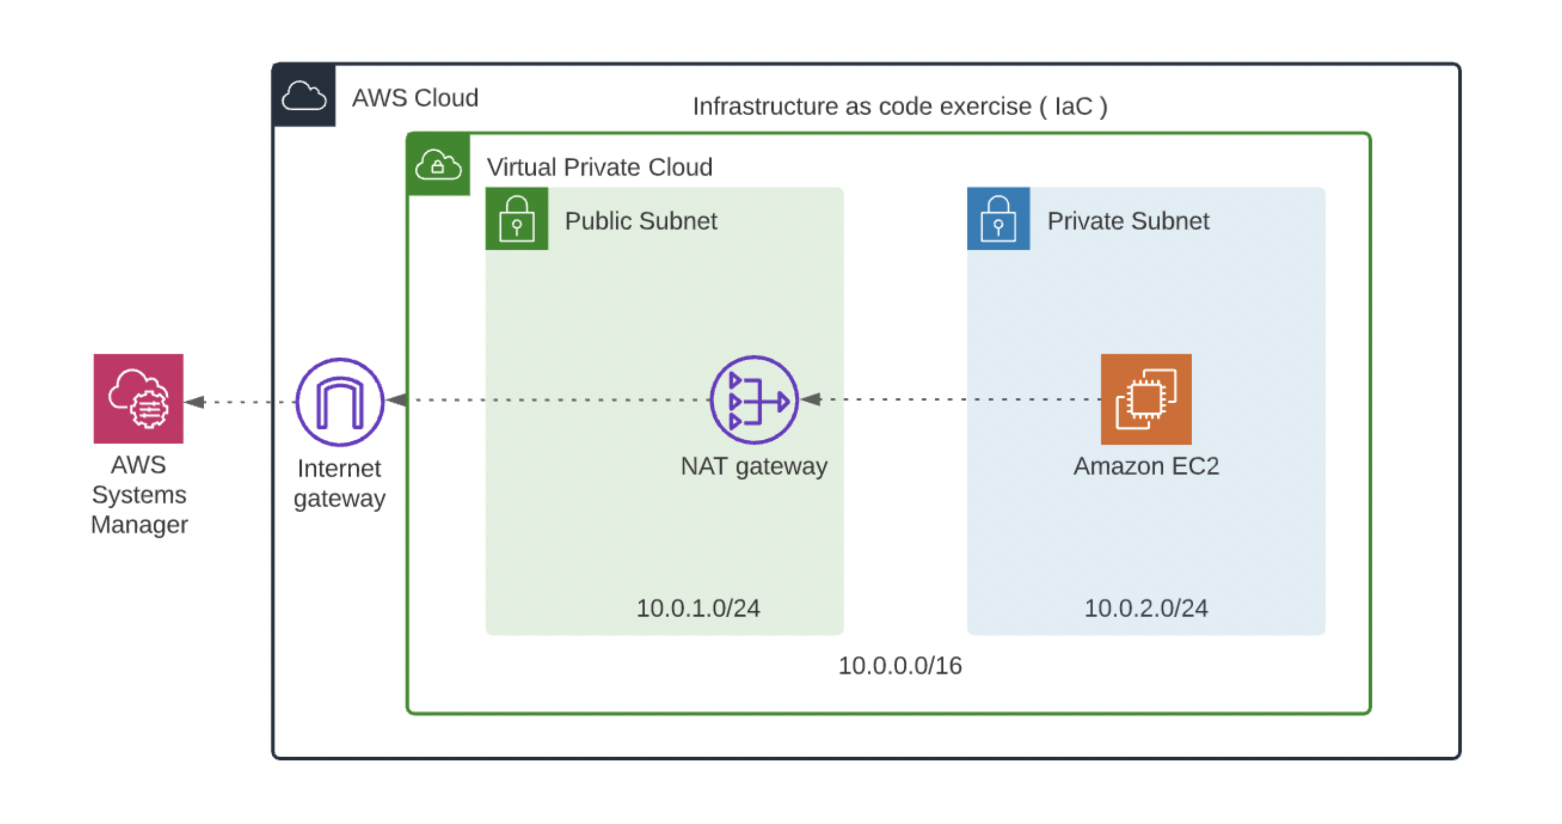 AWS Cloud
Infrastructure as code exercise ( IaC )
Virtual Private Cloud
Public Subnet
Private Subnet
AWS
Systems
Manager
Internet
gateway
NAT gateway
Amazon EC2
10.0.1.0/24
10.0.2.0/24
10.0.0.0/16